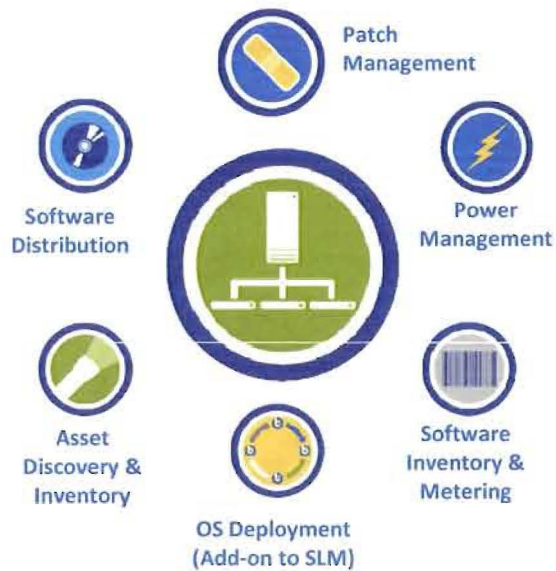 Patch
Management
Software
Distribution
Power
Management
Asset
Discovery &
Inventory
Software
Inventory &
Metering
OS Deployment
(Add-on to SLM)
b
b
b
b